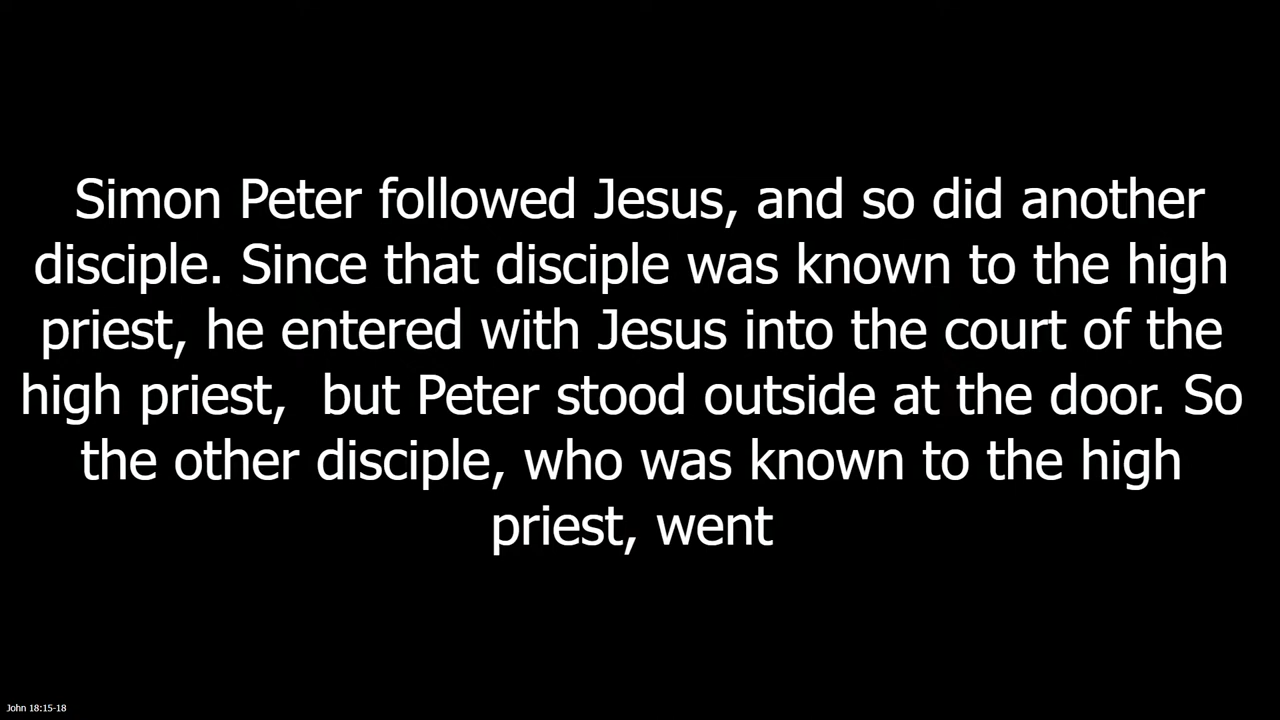 Simon Peter followed Jesus, and so did another
disciple. Since that disciple was known to the high
priest, he entered with Jesus into the court of the
high priest,  but Peter stood outside at the door. So
the other disciple, who was known to the high
priest, went
John 18:15-18